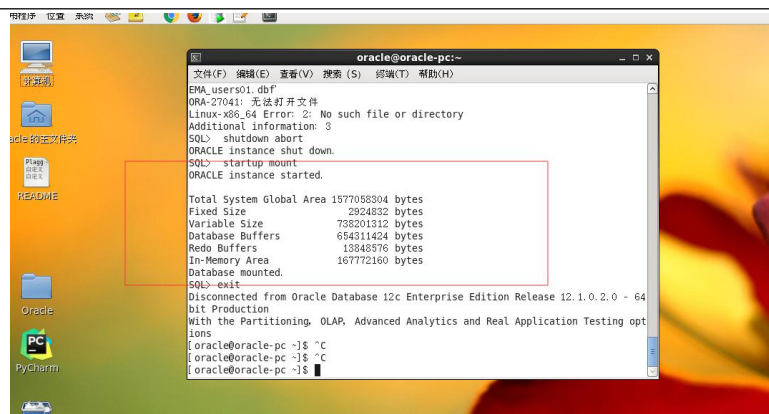 用程序 位置 系统
oracle@oracle-pc:~
文件(F) 编辑(E) 查看(V) 搜索 (S) 终端(T) 帮助(H)
EMA_users01.dbf'
ORA-27041: 无法打开文件
Linux-x86_64 Error: 2: No such file or directory
Additional information: 3
SQL> shutdown abort
ORACLE instance shut down.
SQL> startup mount
ORACLE instance started.
Total System Global Area 1577058304 bytes
Fixed Size 2924832 bytes
Variable Size 738201312 bytes
Database Buffers 654311424 bytes
Redo Buffers 13848576 bytes
In-Memory Area 167772160 bytes
Database mounted.
SQL> exit
Disconnected from Oracle Database 12c Enterprise Edition Release 12.1.0.2.0 - 64
bit Production
With the Partitioning, OLAP, Advanced Analytics and Real Application Testing opt
ions
[oracle@oracle-pc ~]$ ^C
[oracle@oracle-pc ~]$ ^C
[oracle@oracle-pc ~]$
计算机
acle 的主文件夹
README
Oracle
PC
PyCharm